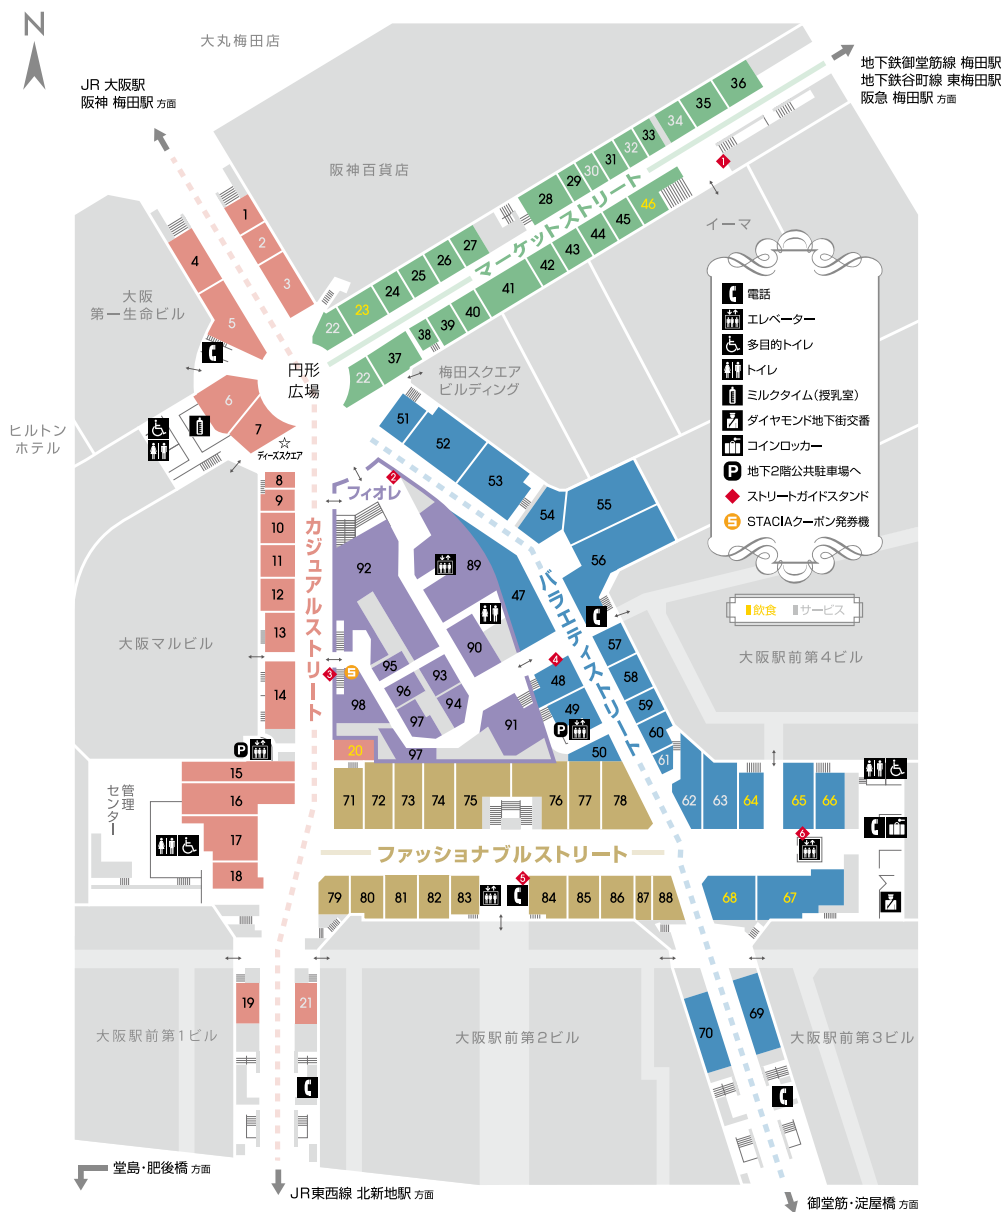 N
大丸梅田店
JR 大阪駅
阪神 梅田駅 方面
地下鉄御堂筋線 梅田駅
地下鉄谷町線 東梅田駅
阪急 梅田駅 方面
阪神百貨店
36
35
34
33
32
31
30
29
28
マーケットストリート
1
イーマ
1
2
3
4
5
大阪
第一生命ビル
27
26
25
24
23
22
46
45
44
43
42
41
40
39
38
37
22
円形
広場
梅田スクエア
ビルディング
電話
エレベーター
多目的トイレ
トイレ
ミルクタイム(授乳室)
ダイヤモンド地下街交番
コインロッカー
P 地下2階公共駐車場へ
ストリートガイドスタンド
S STACIAクーポン発券機
飲食 サービス
ヒルトン
ホテル
6
7
☆
ディーズスクエア
8
9
10
11
12
13
14
カジュアルストリート
大阪マルビル
フィオレ
2
51
52
53
54
55
56
47
バラエティストリート
92
89
90
95
96
93
94
97
97
98
91
3
S
4
48
49
P
50
57
58
59
60
61
大阪駅前第4ビル
20
P
15
16
17
18
管理
センター
71
72
73
74
75
76
77
78
62
63
64
65
66
6
ファッショナブルストリート
5
79
80
81
82
83
84
85
86
87
88
68
67
19
21
70
69
大阪駅前第1ビル
大阪駅前第2ビル
大阪駅前第3ビル
堂島・肥後橋 方面
JR東西線 北新地駅 方面
御堂筋・淀屋橋 方面